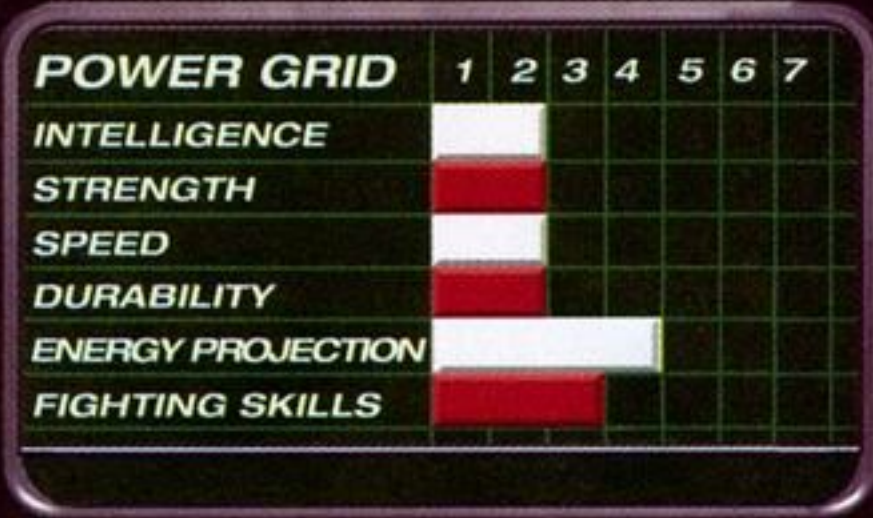 POWER GRID 1 2 3 4 5 6 7
INTELLIGENCE
STRENGTH
SPEED
DURABILITY
ENERGY PROJECTION
FIGHTING SKILLS